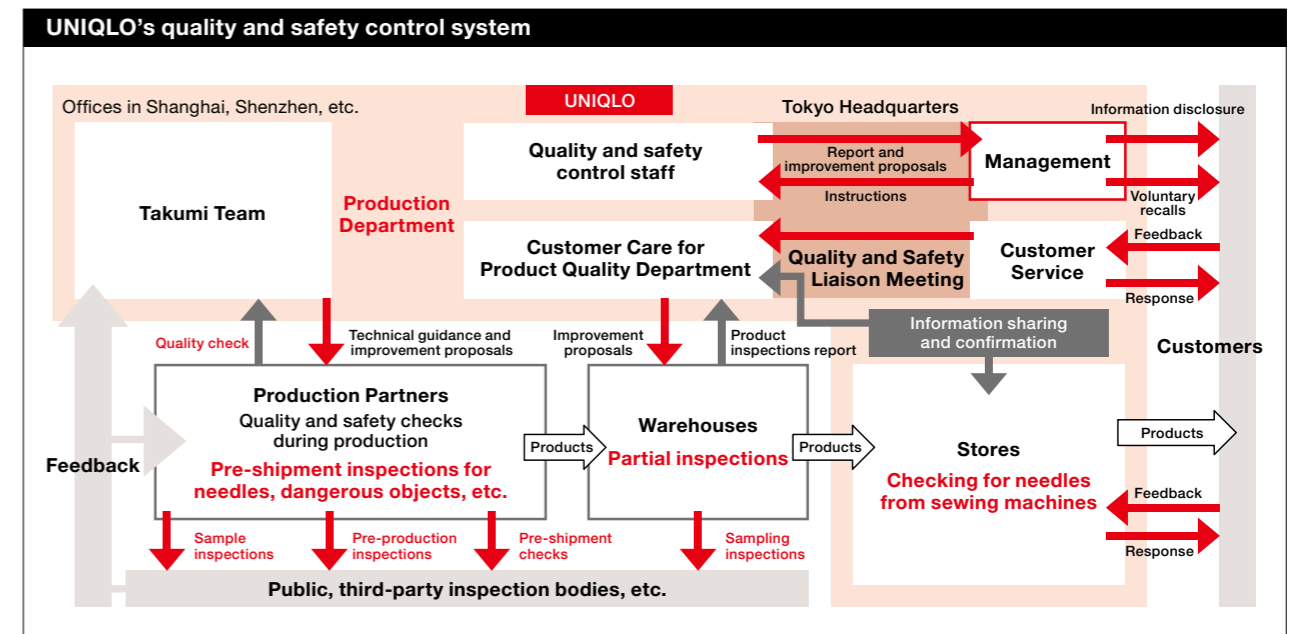 UNIQLO’s quality and safety control system
Offices in Shanghai, Shenzhen, etc.
UNIQLO
Tokyo Headquarters
Information disclosure
Takumi Team
Production
Department
Quality and safety
control staff
Report and
improvement proposals
Instructions
Management
Voluntary
recalls
Customer Care for
Product Quality Department
Quality and Safety
Liaison Meeting
Customer
Service
Feedback
Response
Quality check
Technical guidance and
improvement proposals
Improvement
proposals
Product
inspections report
Information sharing
and confirmation
Customers
Feedback
Production Partners
Quality and safety checks
during production
Pre-shipment inspections for
needles, dangerous objects, etc.
Products
Warehouses
Partial inspections
Products
Stores
Checking for needles
from sewing machines
Products
Feedback
Response
Sample
inspections
Pre-production
inspections
Pre-shipment
checks
Sampling
inspections
Public, third-party inspection bodies, etc.